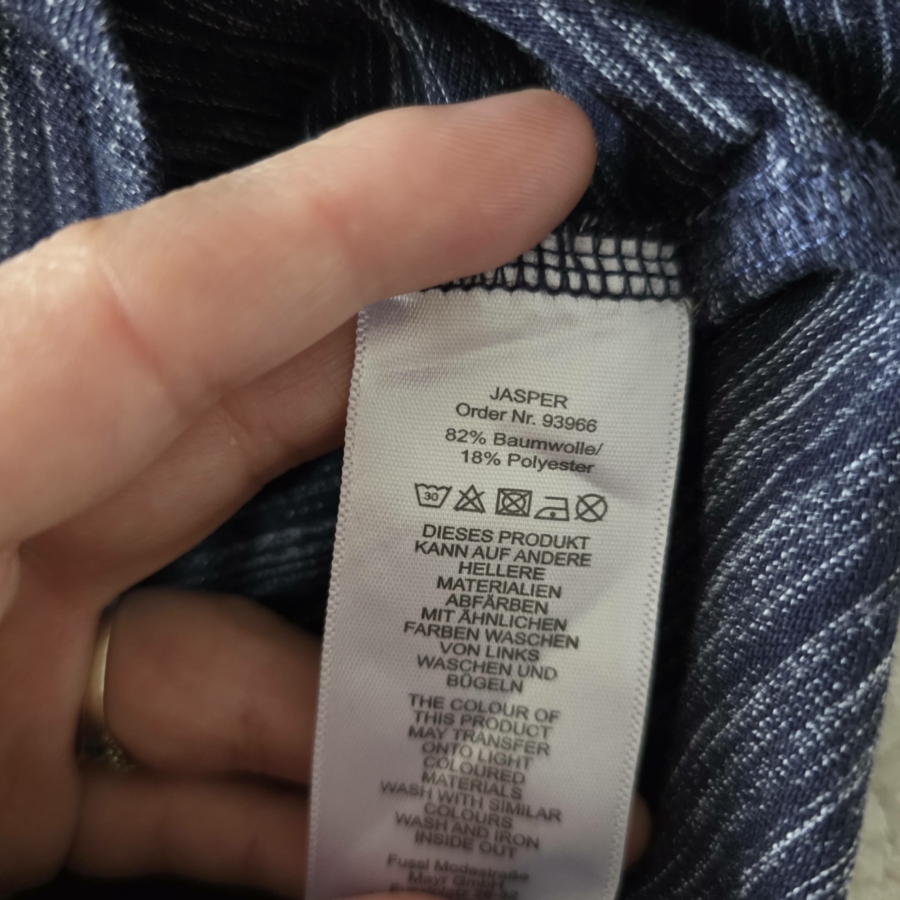 JASPER
Order Nr. 93966
82% Baumwolle/
18% Polyester
30
DIESES PRODUKT
KANN AUF ANDERE
HELLERE
MATERIALIEN
ABFÄRBEN
MIT ÄHNLICHEN
FARBEN WASCHEN
VON LINKS
WASCHEN UND
BÜGELN
THE COLOUR OF
THIS PRODUCT
MAY TRANSFER
ONTO LIGHT
COLOURED
MATERIALS
WASH WITH SIMILAR
COLOURS
WASH AND IRON
INSIDE OUT
Fussl Modestraße
Mayr GmbH